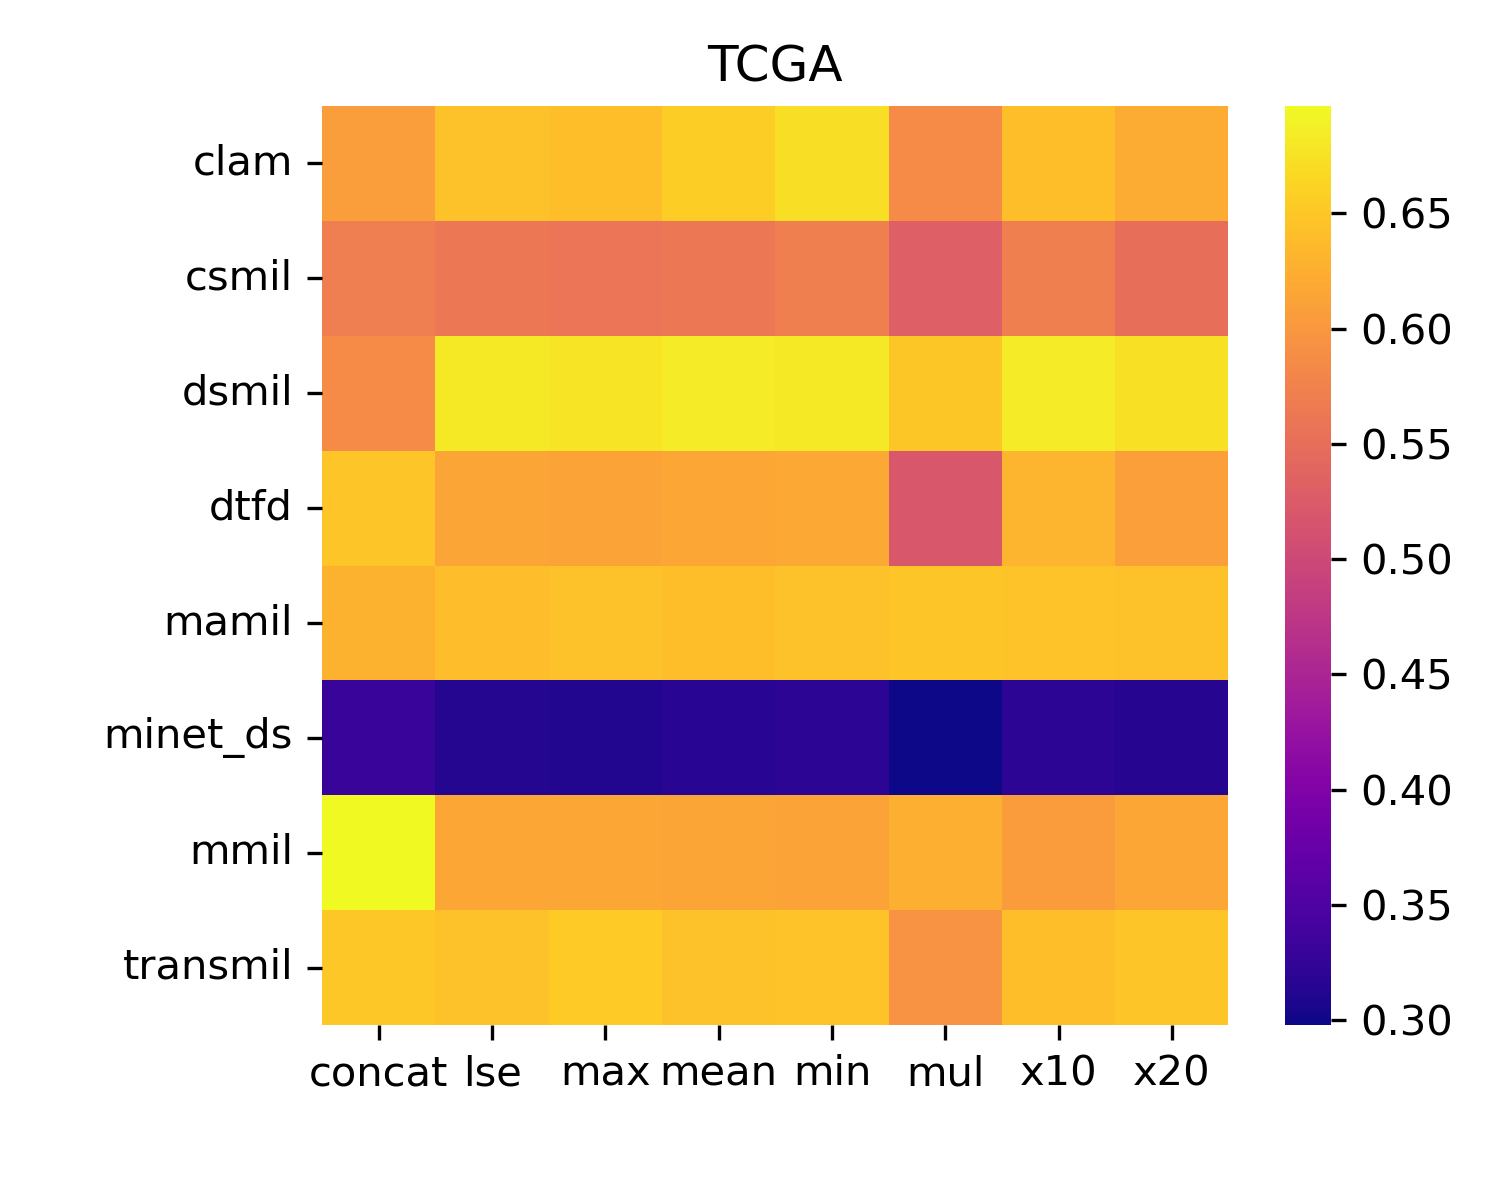 TCGA
clam
csmil
dsmil
dtfd
mamil
minet_ds
mmil
transmil
concat lse max mean min mul x10 x20
0.65
0.60
0.55
0.50
0.45
0.40
0.35
0.30